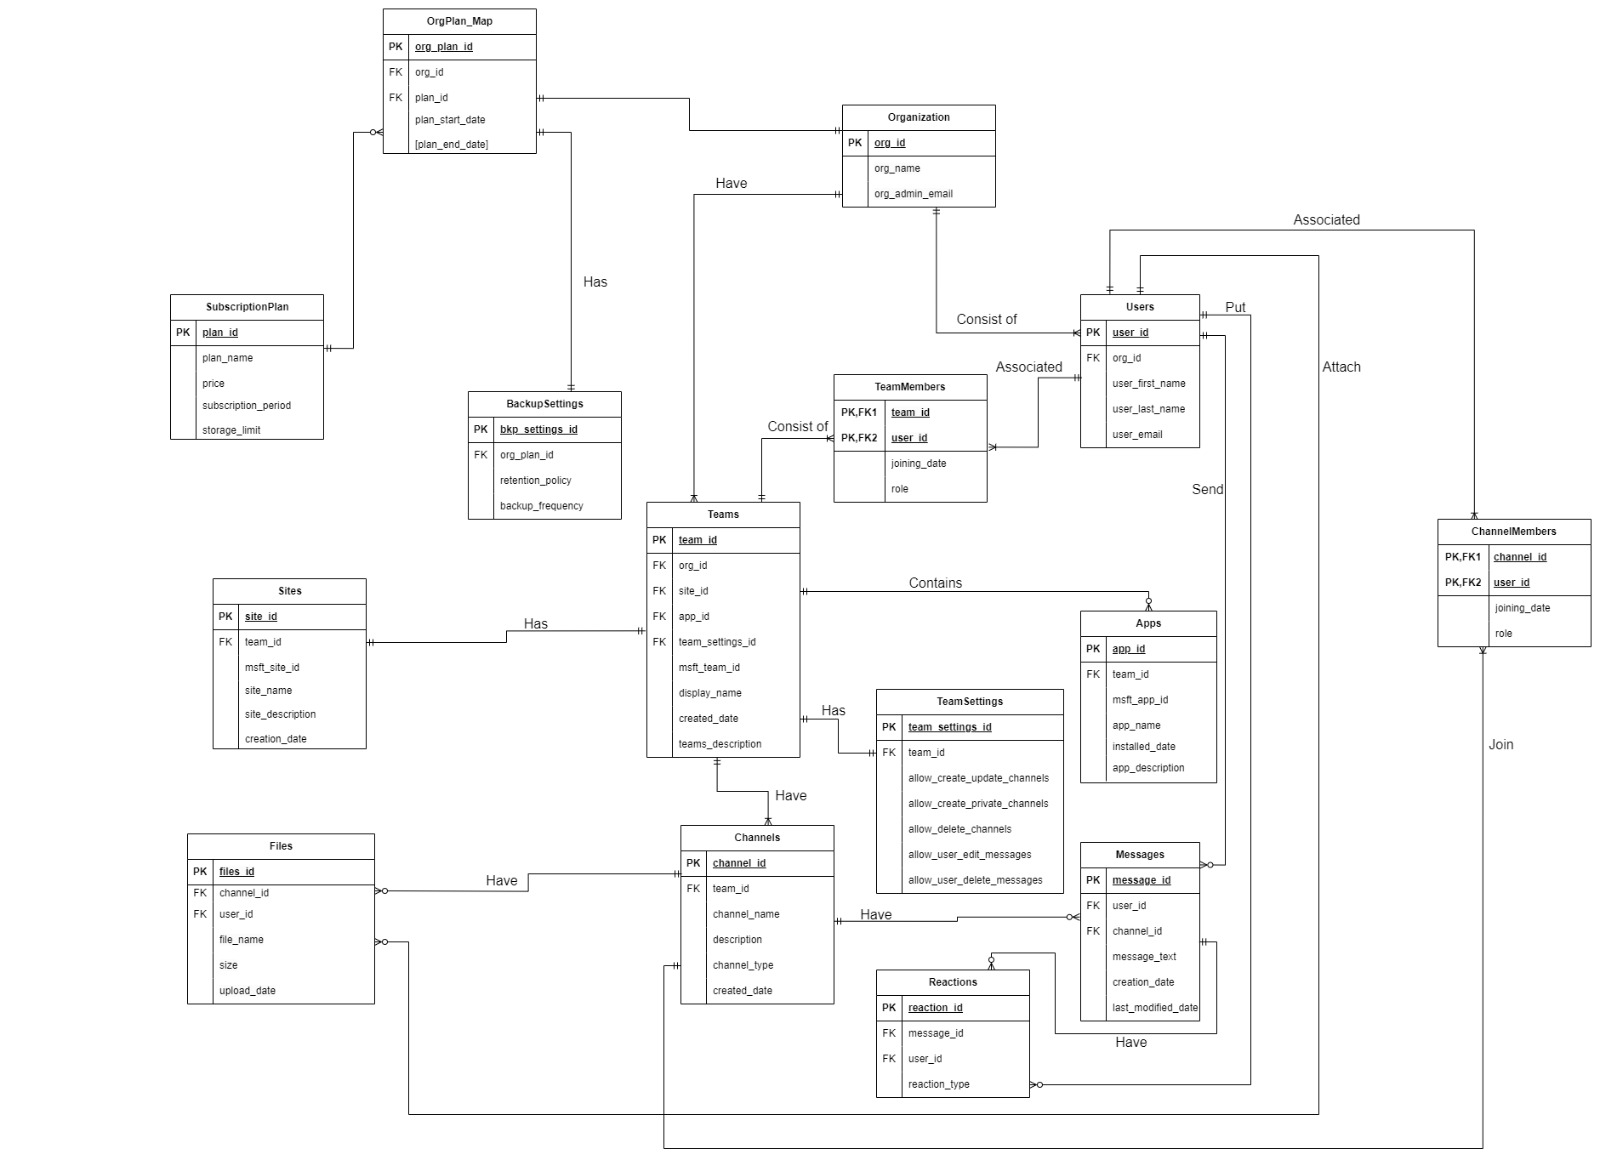 OrgPlan_Map
PK org_plan_id
FK org_id
FK plan_id
plan_start_date
[plan_end_date]
Organization
PK org_id
org_name
org_admin_email
Have
Associated
Has
SubscriptionPlan
PK plan_id
plan_name
price
subscription_period
storage_limit
Consist of
Users
PK user_id
FK org_id
user_first_name
user_last_name
user_email
Put
Attach
Associated
BackupSettings
PK bkp_settings_id
FK org_plan_id
retention_policy
backup_frequency
TeamMembers
PK,FK1 team_id
PK,FK2 user_id
joining_date
role
Consist of
Send
Teams
PK team_id
FK org_id
FK site_id
FK app_id
FK team_settings_id
msft_team_id
display_name
created_date
teams_description
ChannelMembers
PK,FK1 channel_id
PK,FK2 user_id
joining_date
role
Sites
PK site_id
FK team_id
msft_site_id
site_name
site_description
creation_date
Has
Contains
Apps
PK app_id
FK team_id
msft_app_id
app_name
installed_date
app_description
Has
TeamSettings
PK team_settings_id
FK team_id
allow_create_update_channels
allow_create_private_channels
allow_delete_channels
allow_user_edit_messages
allow_user_delete_messages
Join
Have
Files
PK files_id
FK channel_id
FK user_id
file_name
size
upload_date
Have
Channels
PK channel_id
FK team_id
channel_name
description
channel_type
created_date
Have
Messages
PK message_id
FK user_id
FK channel_id
message_text
creation_date
last_modified_date
Reactions
PK reaction_id
FK message_id
FK user_id
reaction_type
Have